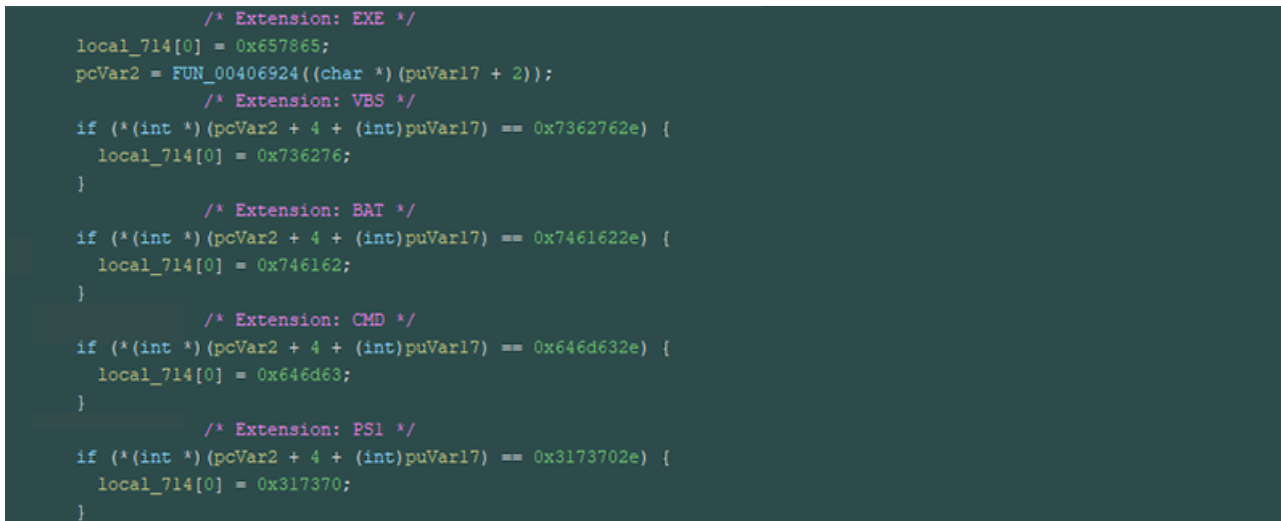 /* Extension: EXE */
local_714[0] = 0x657865;
pcVar2 = FUN_00406924((char *)(puVar17 + 2));
/* Extension: VBS */
if (*(int *)(pcVar2 + 4 + (int)puVar17) == 0x7362762e) {
local_714[0] = 0x736276;
}
/* Extension: BAT */
if (*(int *)(pcVar2 + 4 + (int)puVar17) == 0x7461622e) {
local_714[0] = 0x746162;
}
/* Extension: CMD */
if (*(int *)(pcVar2 + 4 + (int)puVar17) == 0x646d632e) {
local_714[0] = 0x646d63;
}
/* Extension: PS1 */
if (*(int *)(pcVar2 + 4 + (int)puVar17) == 0x3173702e) {
local_714[0] = 0x317370;
}